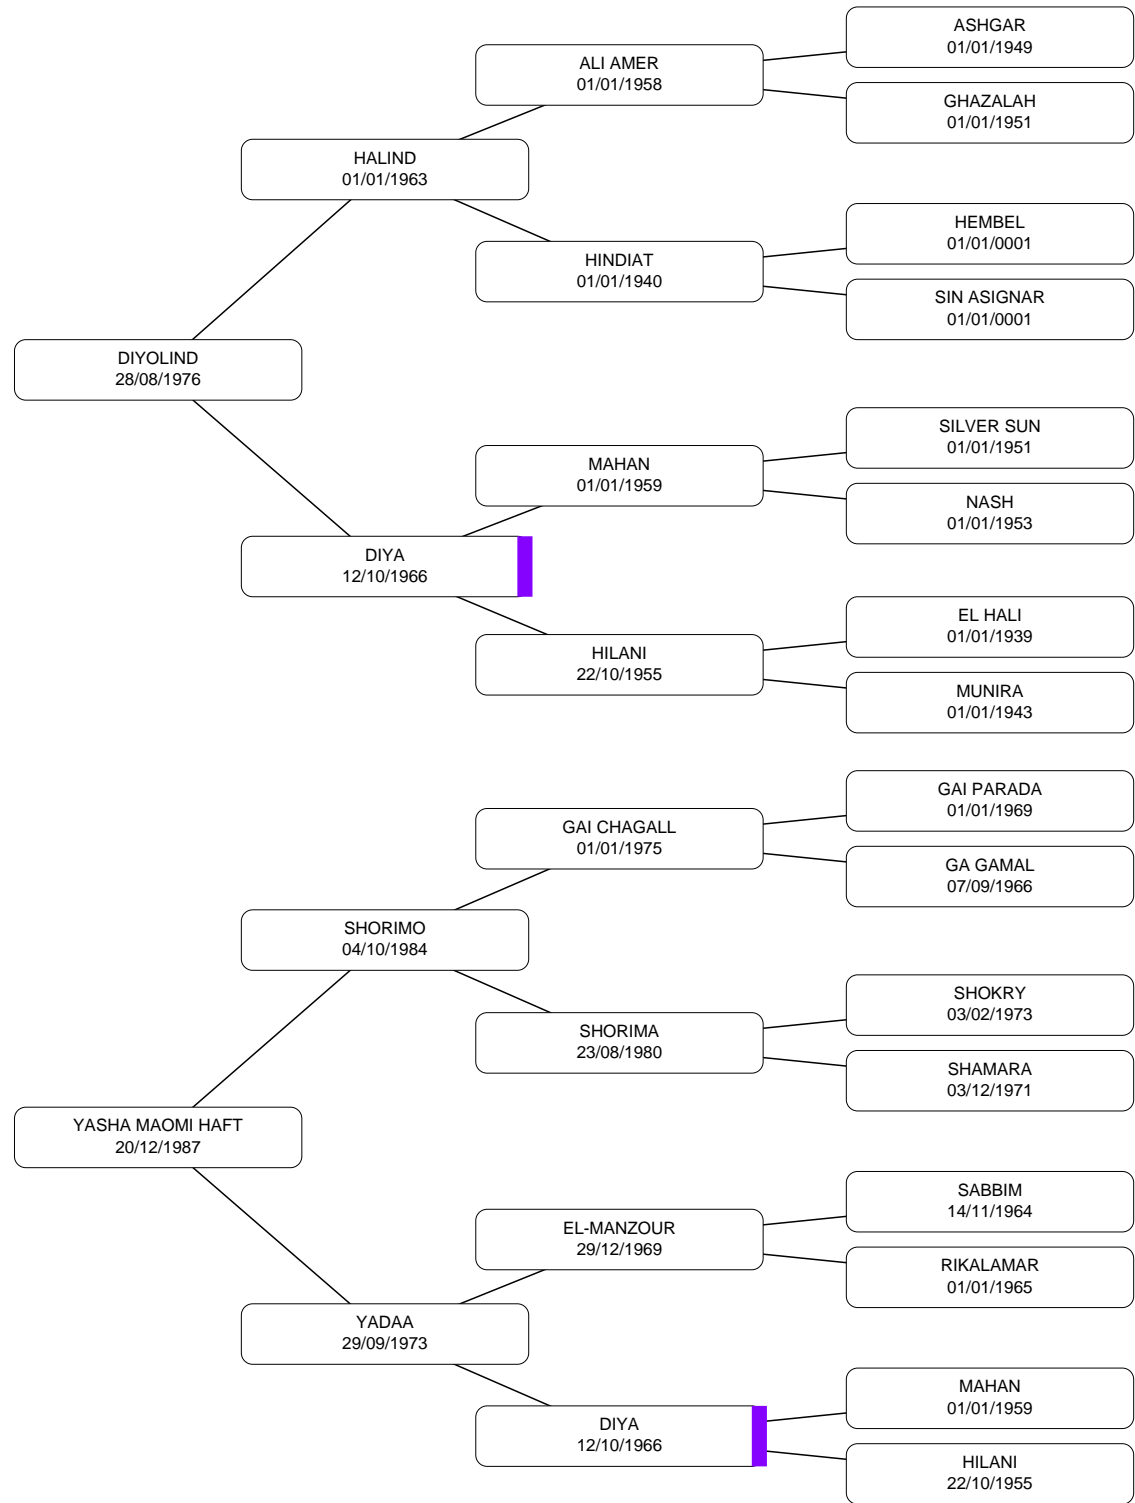 ASHGAR
01/01/1949
ALI AMER
01/01/1958
GHAZALAH
01/01/1951
HALIND
01/01/1963
HEMBEL
01/01/0001
HINDIAT
01/01/1940
SIN ASIGNAR
01/01/0001
DIYOLIND
28/08/1976
SILVER SUN
01/01/1951
MAHAN
01/01/1959
NASH
01/01/1953
DIYA
12/10/1966
EL HALI
01/01/1939
HILANI
22/10/1955
MUNIRA
01/01/1943
GAI PARADA
01/01/1969
GAI CHAGALL
01/01/1975
GA GAMAL
07/09/1966
SHORIMO
04/10/1984
SHOKRY
03/02/1973
SHORIMA
23/08/1980
SHAMARA
03/12/1971
YASHA MAOMI HAFT
20/12/1987
SABBIM
14/11/1964
EL-MANZOUR
29/12/1969
RIKALAMAR
01/01/1965
YADAA
29/09/1973
MAHAN
01/01/1959
DIYA
12/10/1966
HILANI
22/10/1955